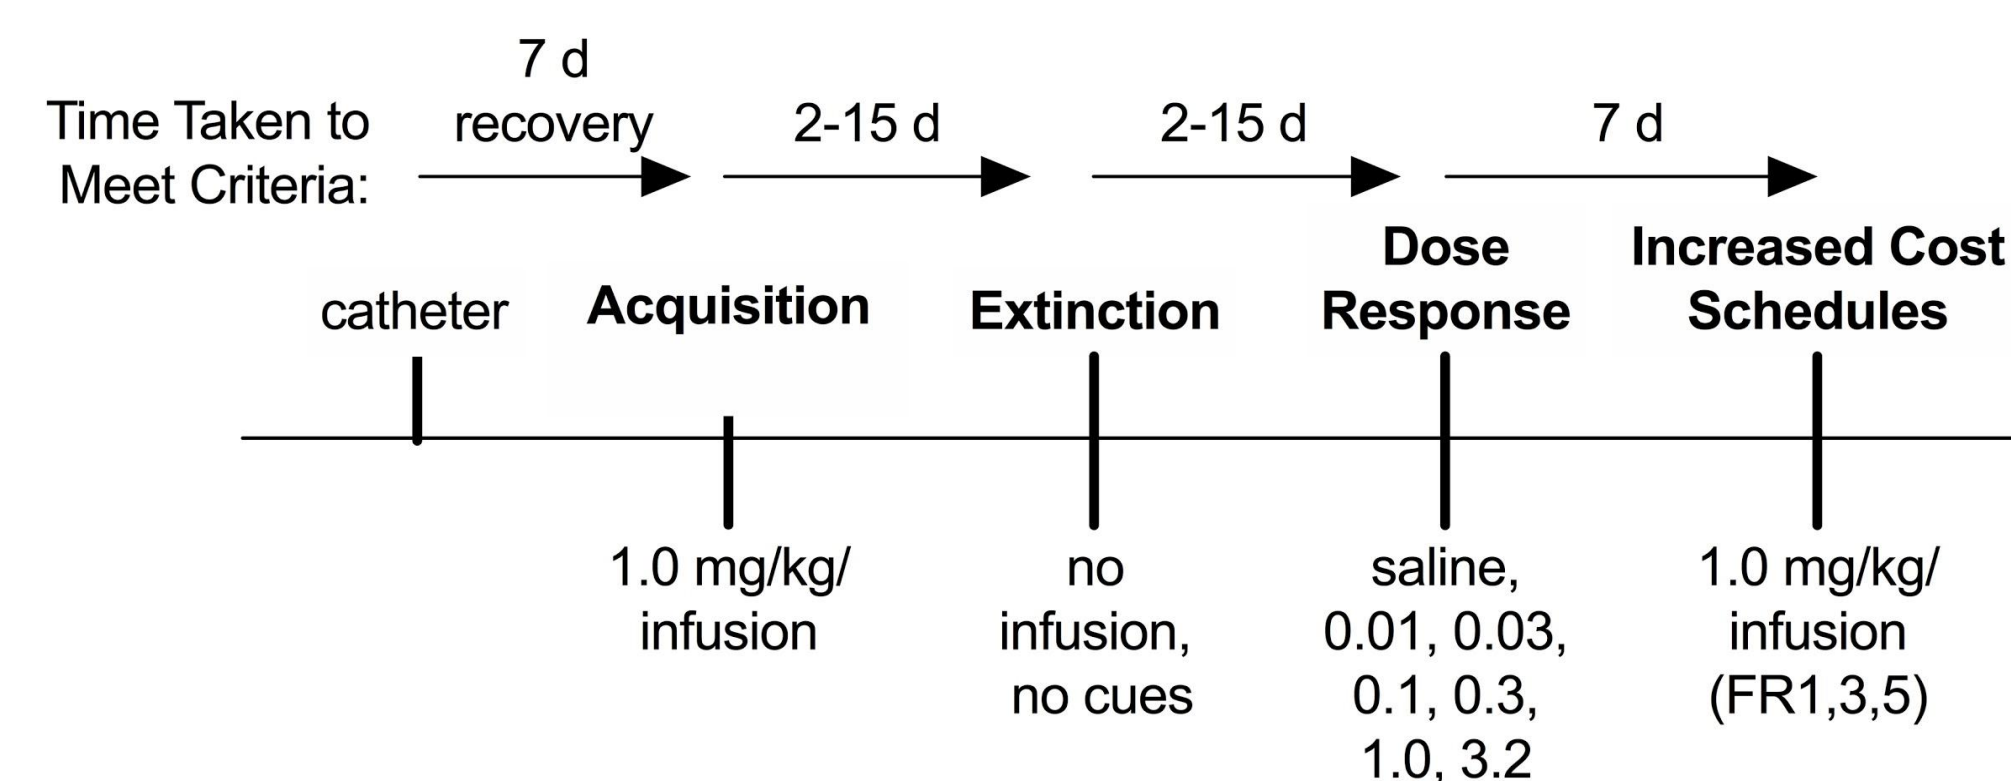 7 d
recovery
Time Taken to
Meet Criteria:
2-15 d
2-15 d
7 d
catheter
Acquisition
Extinction
Dose
Response
Increased Cost
Schedules
1.0 mg/kg/
infusion
no
infusion,
no cues
saline,
0.01, 0.03,
0.1, 0.3,
1.0, 3.2
1.0 mg/kg/
infusion
(FR1,3,5)